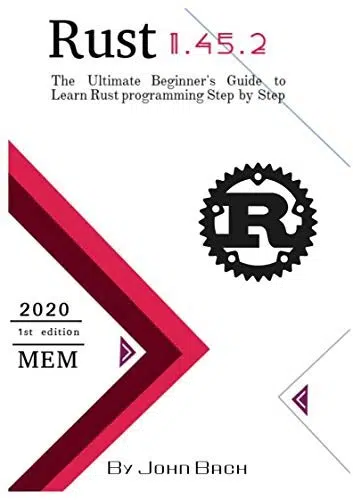 Rust 1.45.2
The Ultimate Beginner's Guide to
Learn Rust programming Step by Step
R
2020
1st edition
MEM
By John Bach